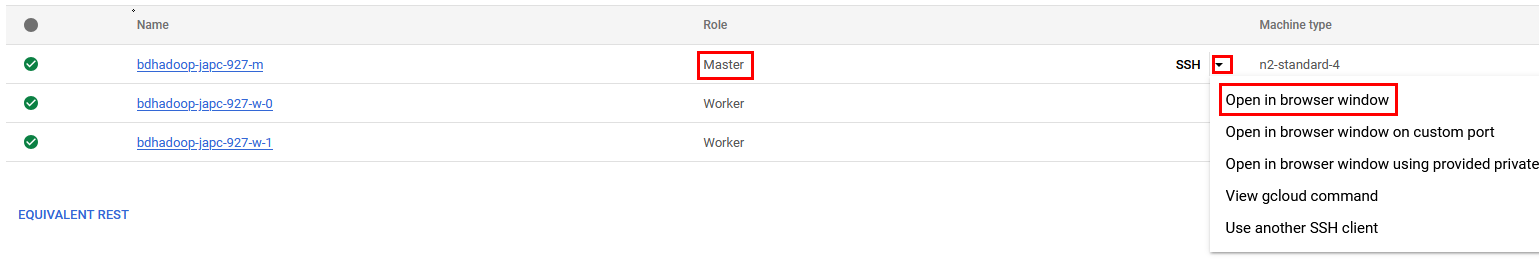 Name Role Machine type
bdhadoop-japc-927-m Master SSH n2-standard-4
bdhadoop-japc-927-w-0 Worker
bdhadoop-japc-927-w-1 Worker
Open in browser window
Open in browser window on custom port
Open in browser window using provided private
View gcloud command
Use another SSH client
EQUIVALENT REST